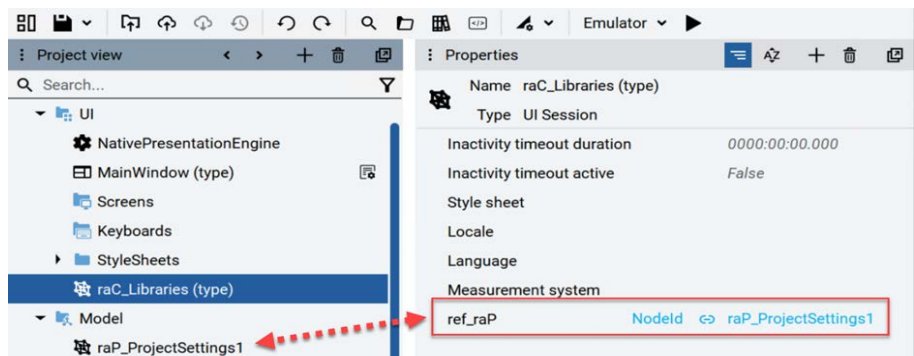 Emulator
Project view
Search...
UI
NativePresentationEngine
MainWindow (type)
Screens
Keyboards
StyleSheets
raC_Libraries (type)
Model
raP_ProjectSettings1
Properties
Name raC_Libraries (type)
Type UI Session
Inactivity timeout duration 0000:00:00.000
Inactivity timeout active False
Style sheet
Locale
Language
Measurement system
ref_raP NodeId raP_ProjectSettings1